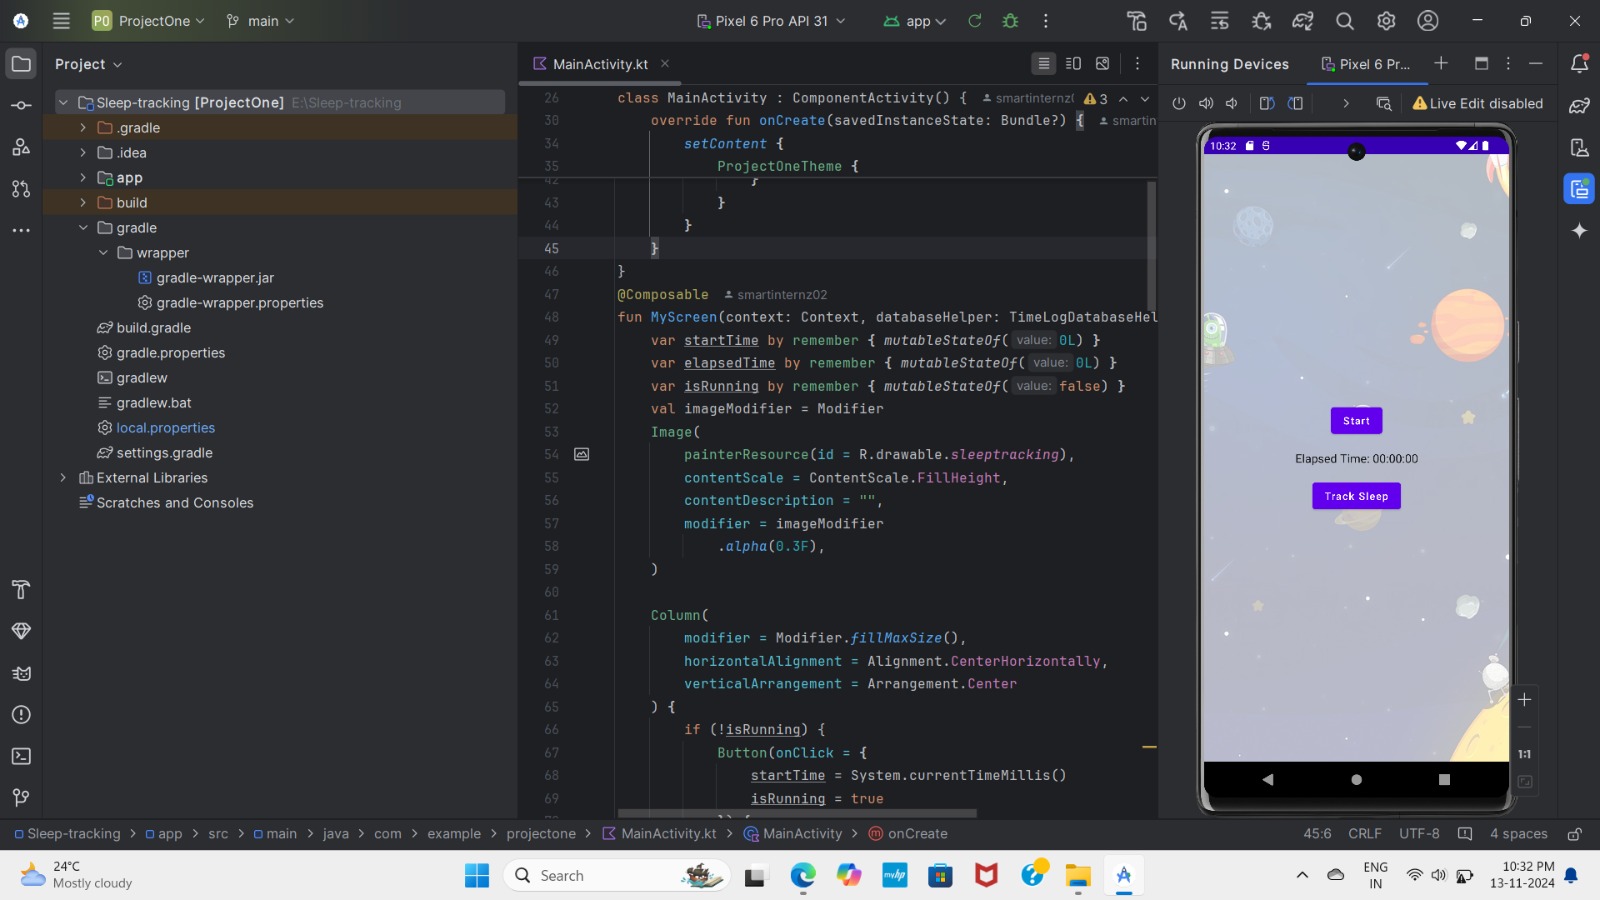 PO ProjectOne main Pixel 6 Pro API 31 app
Project
MainActivity.kt
Running Devices Pixel 6 Pr...
Live Edit disabled
Sleep-tracking [ProjectOne] E:\Sleep-tracking
.gradle
.idea
app
build
gradle
wrapper
gradle-wrapper.jar
gradle-wrapper.properties
build.gradle
gradle.properties
gradlew
gradlew.bat
local.properties
settings.gradle
External Libraries
Scratches and Consoles
26 class MainActivity : ComponentActivity() { smartinternz( 3
30 override fun onCreate(savedInstanceState: Bundle?) { smartin
34 setContent {
35 ProjectOneTheme {
42 }
43 }
44 }
45 }
46 }
47 @Composable smartinternz02
48 fun MyScreen(context: Context, databaseHelper: TimeLogDatabaseHel
49 var startTime by remember { mutableStateOf( value: 0L) }
50 var elapsedTime by remember { mutableStateOf( value: 0L) }
51 var isRunning by remember { mutableStateOf( value: false) }
52 val imageModifier = Modifier
53 Image(
54 painterResource(id = R.drawable.sleeptracking),
55 contentScale = ContentScale.FillHeight,
56 contentDescription = "",
57 modifier = imageModifier
58 .alpha(0.3F),
59 )
60
61 Column(
62 modifier = Modifier.fillMaxSize(),
63 horizontalAlignment = Alignment.CenterHorizontally,
64 verticalArrangement = Arrangement.Center
65 ) {
66 if (!isRunning) {
67 Button(onClick = {
68 startTime = System.currentTimeMillis()
69 isRunning = true
10:32
Start
Elapsed Time: 00:00:00
Track Sleep
1:1
Sleep-tracking > app > src > main > java > com > example > projectone > MainActivity.kt > MainActivity > onCreate
45:6 CRLF UTF-8 4 spaces
24°C
Mostly cloudy
Search
myhp
ENG
IN
10:32 PM
13-11-2024